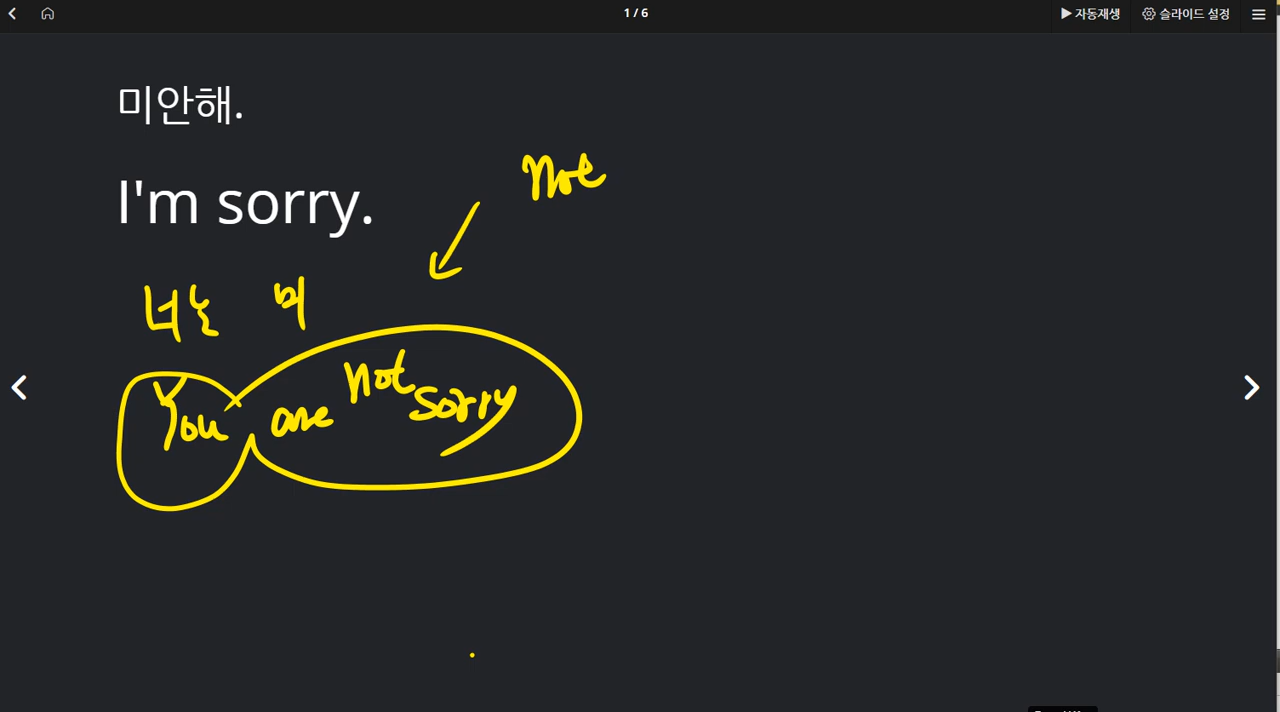 1 / 6
▶ 자동재생
슬라이드 설정
미안해.
I'm sorry.
not
너는
You are not sorry